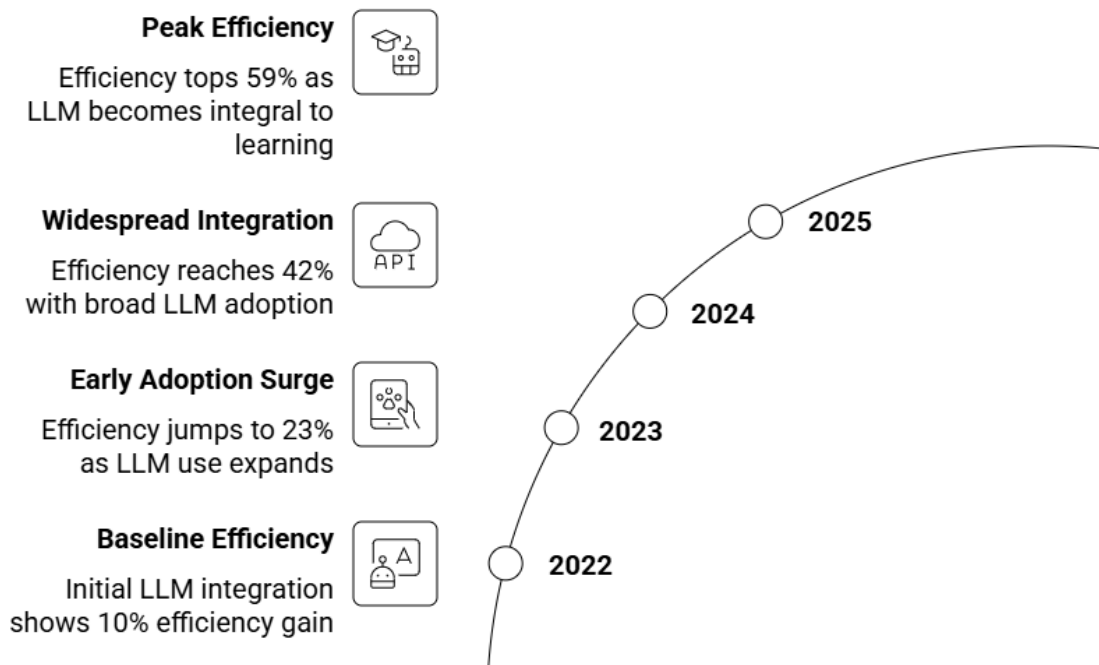 Peak Efficiency
Efficiency tops 59% as
LLM becomes integral to
learning
2025
Widespread Integration
Efficiency reaches 42%
with broad LLM adoption
API
2024
Early Adoption Surge
Efficiency jumps to 23%
as LLM use expands
2023
Baseline Efficiency
Initial LLM integration
shows 10% efficiency gain
A
2022